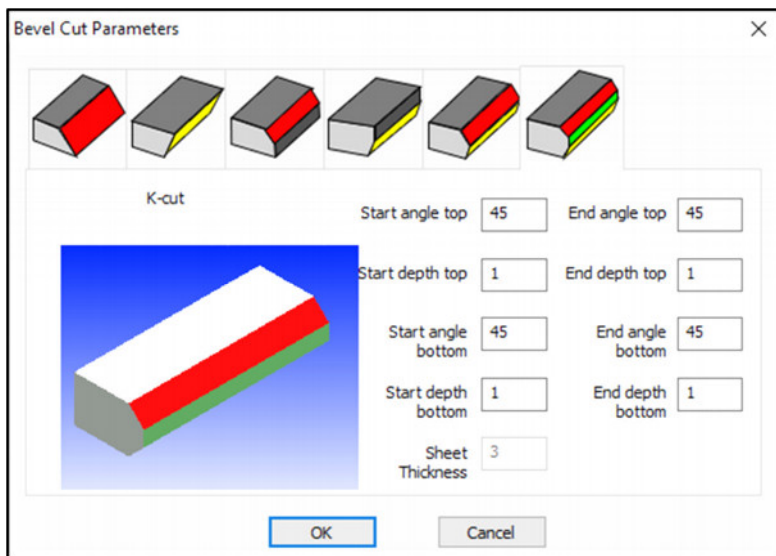 Bevel Cut Parameters
K-cut
Start angle top 45 End angle top 45
Start depth top 1 End depth top 1
Start angle
bottom 45 End angle
bottom 45
Start depth
bottom 1 End depth
bottom 1
Sheet
Thickness 3
OK Cancel